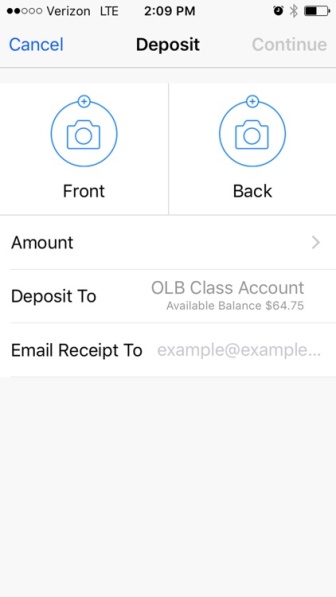 Verizon LTE 2:09 PM
Cancel Deposit Continue
Front Back
Amount
Deposit To OLB Class Account
Available Balance $64.75
Email Receipt To example@example...